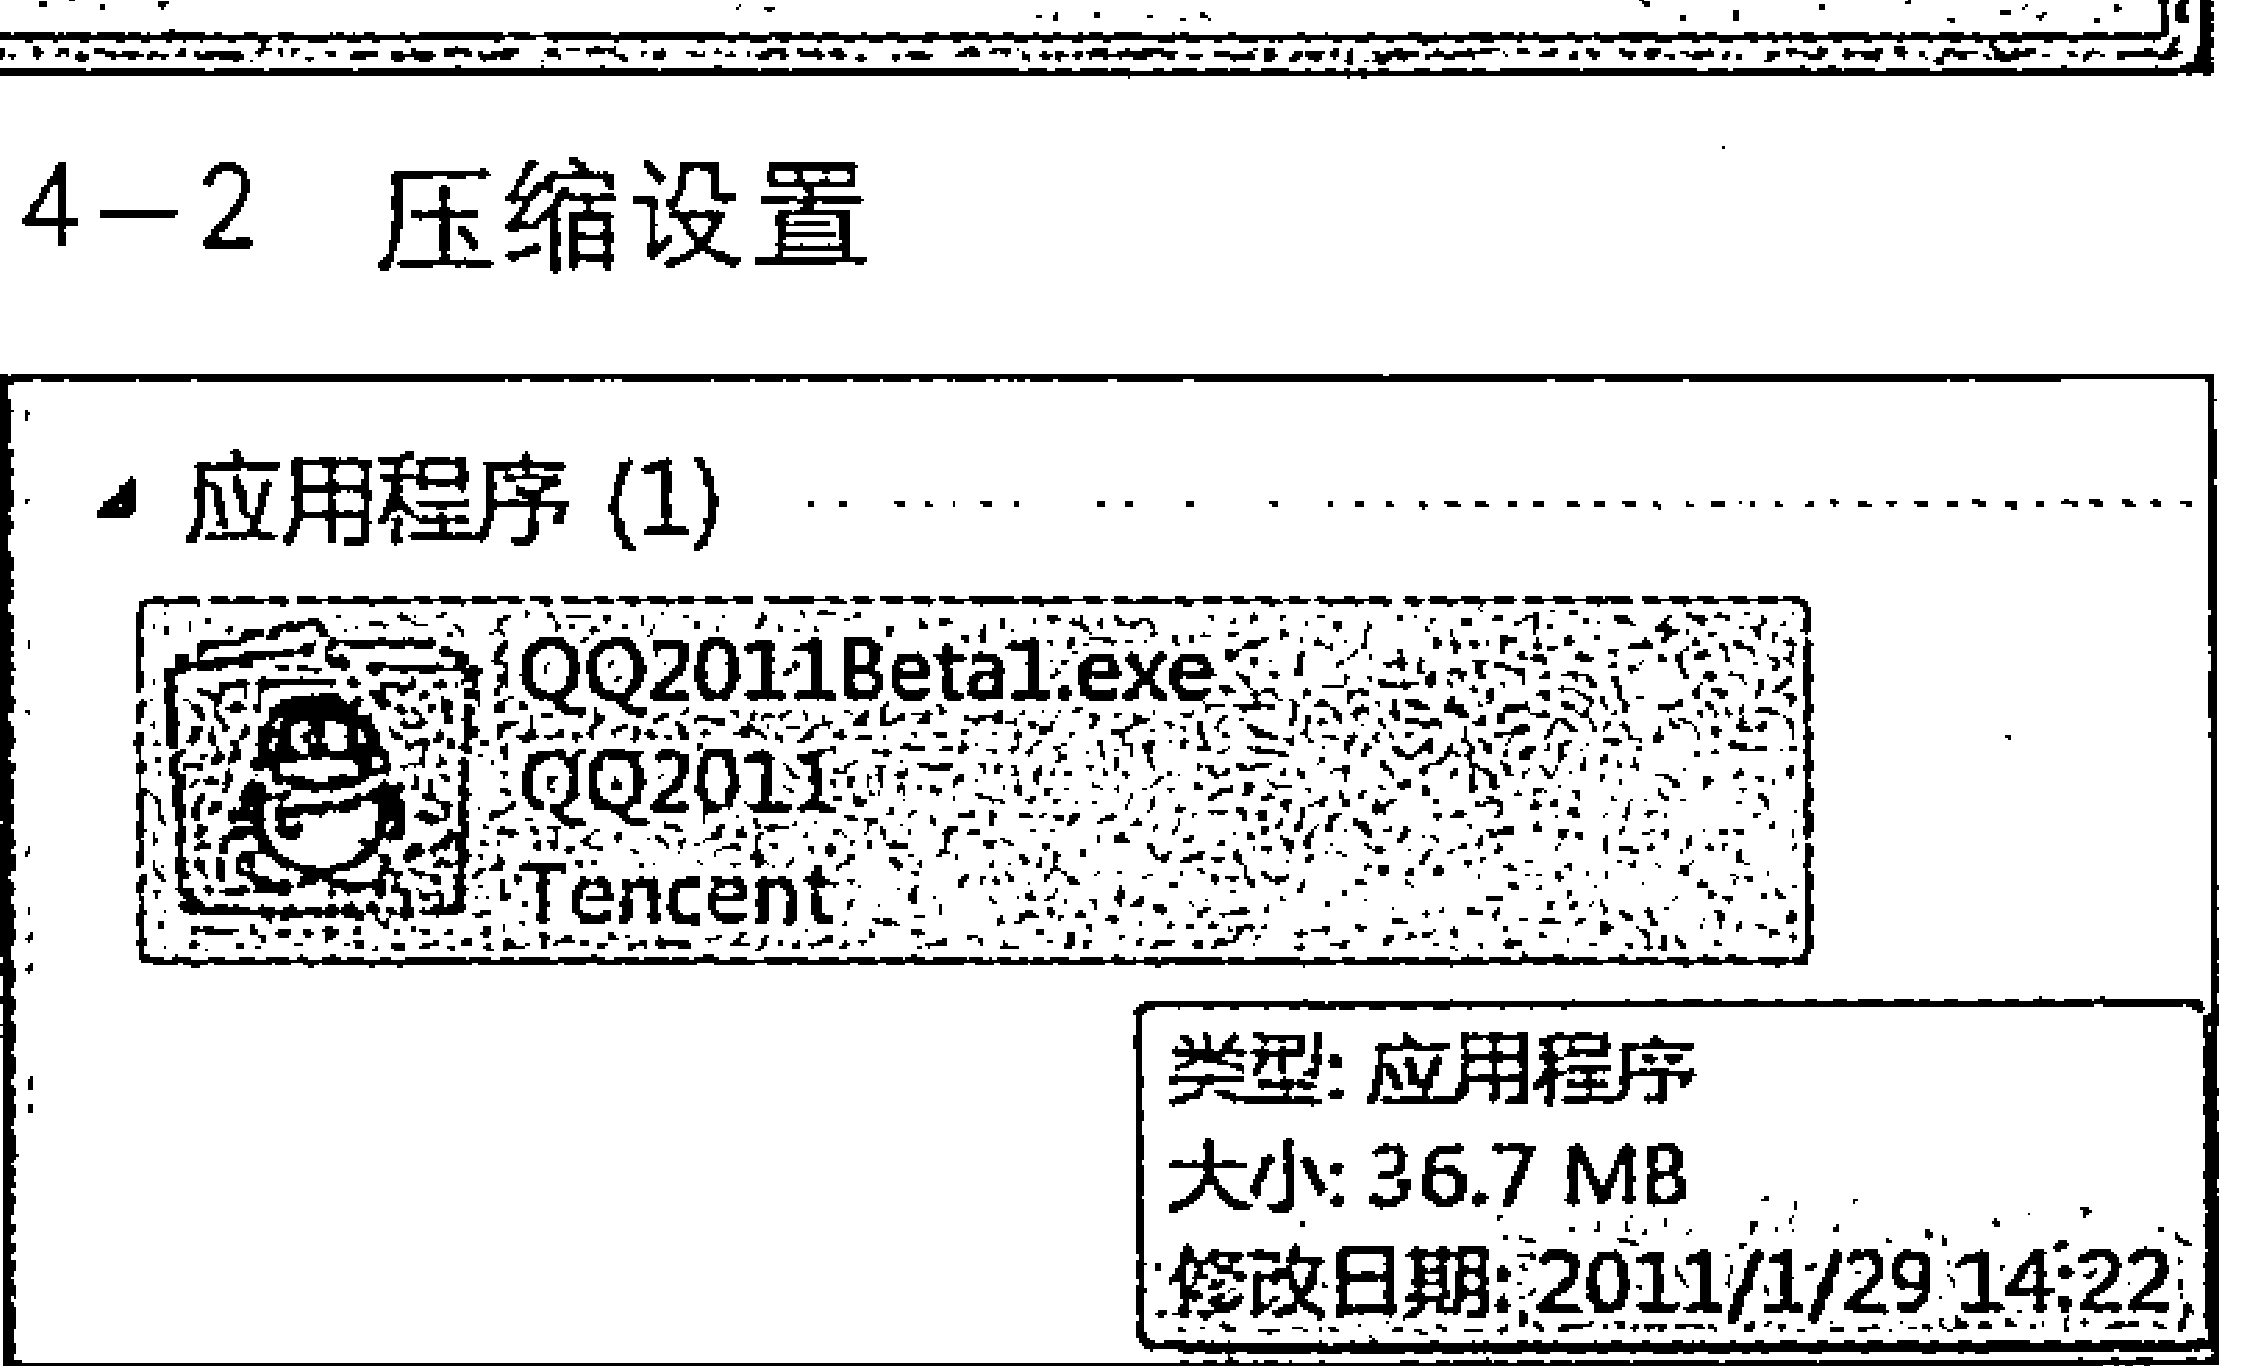 4－2 压缩设置
应用程序 (1)
QQ2011Beta1.exe
QQ2011
Tencent
类型: 应用程序
大小: 36.7 MB
修改日期: 2011/1/29 14:22